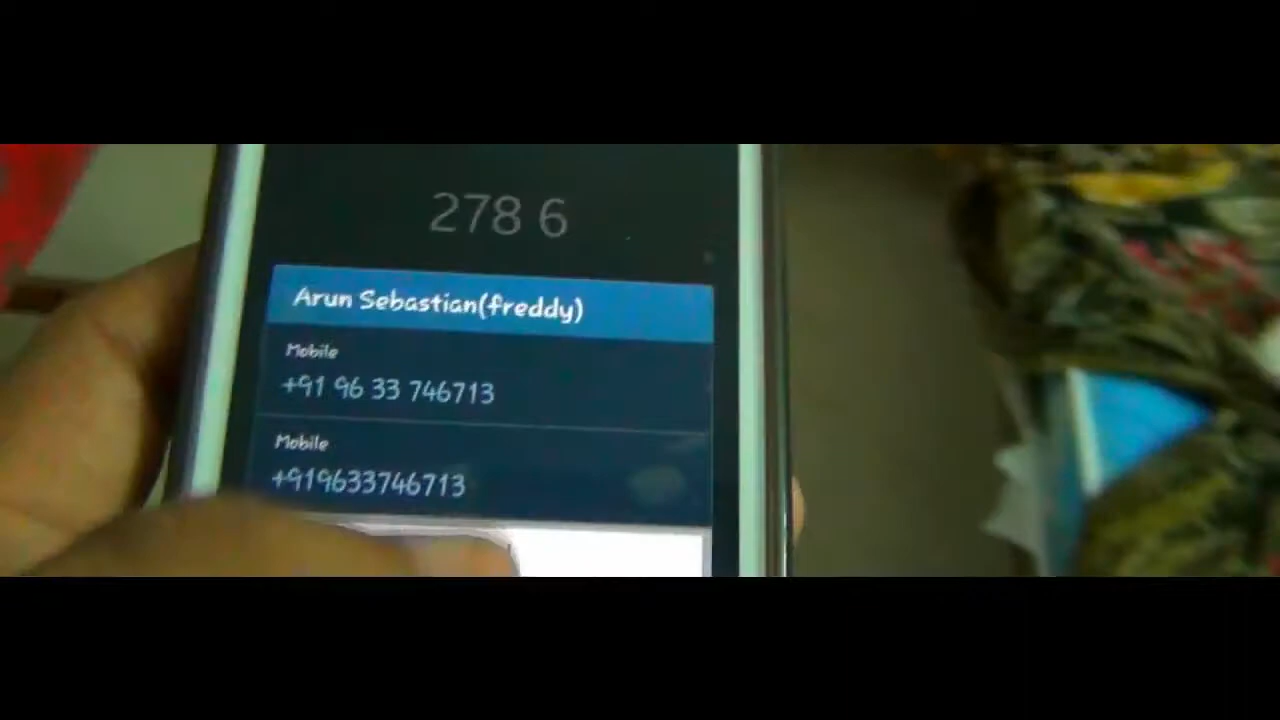 278 6
Arun Sebastian(freddy)
Mobile
+91 96 33 746713
Mobile
+919633746713